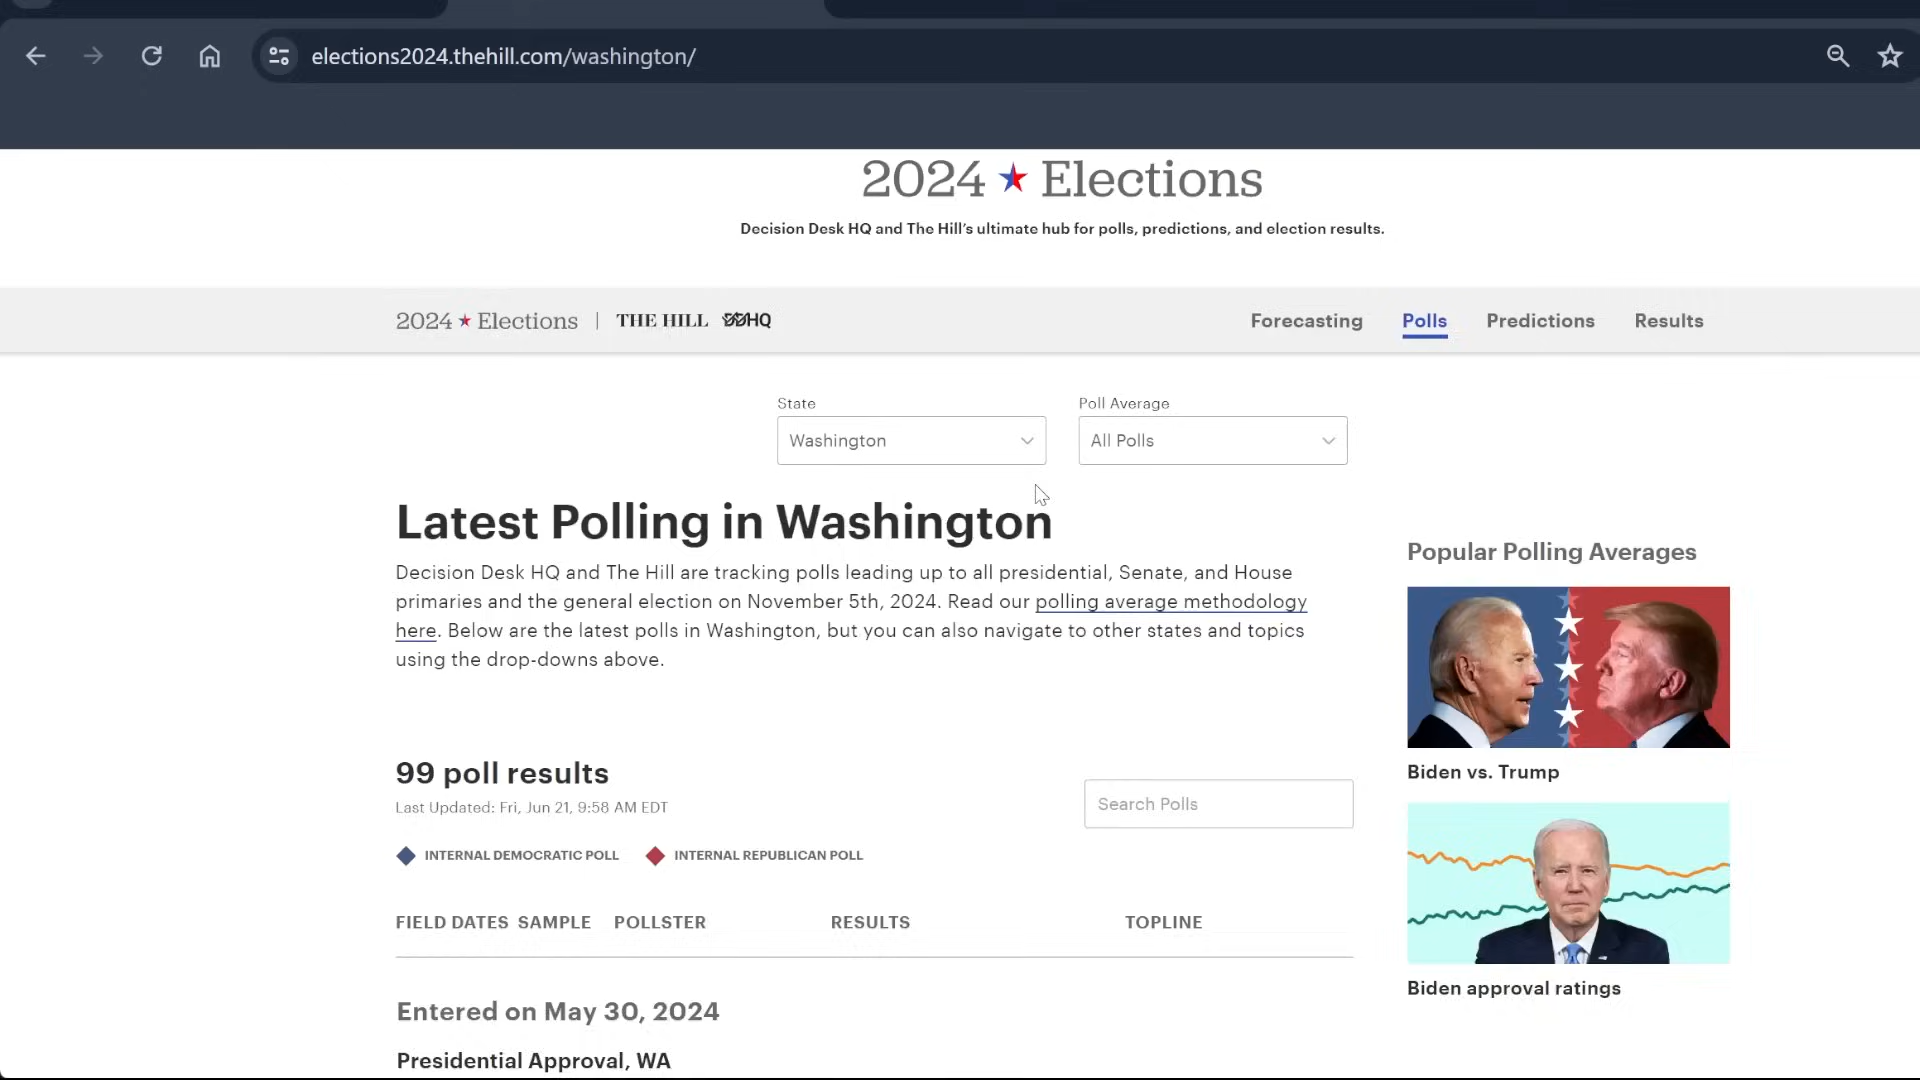 elections2024.thehill.com/washington/
2024 Elections
Decision Desk HQ and The Hill's ultimate hub for polls, predictions, and election results.
2024 Elections | THE HILL DDHQ
Forecasting Polls Predictions Results
State
Washington
Poll Average
All Polls
Latest Polling in Washington
Decision Desk HQ and The Hill are tracking polls leading up to all presidential, Senate, and House
primaries and the general election on November 5th, 2024. Read our polling average methodology
here. Below are the latest polls in Washington, but you can also navigate to other states and topics
using the drop-downs above.
99 poll results
Last Updated: Fri, Jun 21, 9:58 AM EDT
Search Polls
INTERNAL DEMOCRATIC POLL INTERNAL REPUBLICAN POLL
FIELD DATES SAMPLE POLLSTER RESULTS TOPLINE
Entered on May 30, 2024
Presidential Approval, WA
Popular Polling Averages
Biden vs. Trump
Biden approval ratings